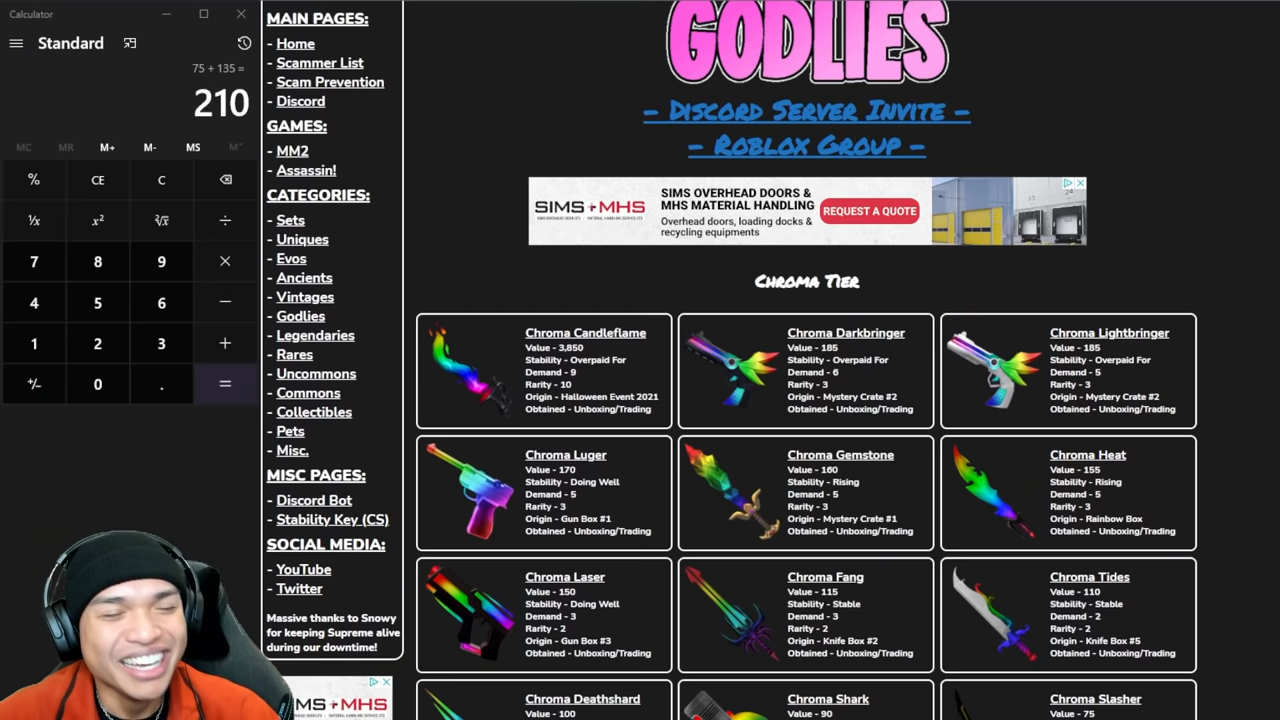 Calculator
Standard
75 + 135 =
210
MC MR M+ M- MS M˅
% CE C
¹/x x² ²√x ÷
7 8 9 ×
4 5 6 −
1 2 3 +
+/- 0 . =
MAIN PAGES:
- Home
- Scammer List
- Scam Prevention
- Discord
GAMES:
- MM2
- Assassin!
CATEGORIES:
- Sets
- Uniques
- Evos
- Ancients
- Vintages
- Godlies
- Legendaries
- Rares
- Uncommons
- Commons
- Collectibles
- Pets
- Misc.
MISC PAGES:
- Discord Bot
- Stability Key (CS)
SOCIAL MEDIA:
- YouTube
- Twitter
Massive thanks to Snowy
for keeping Supreme alive
during our downtime!
MS+MHS
GODLIES
- Discord Server Invite -
- Roblox Group -
SIMS+MHS
SIMS OVERHEAD DOORS &
MHS MATERIAL HANDLING
Overhead doors, loading docks &
recycling equipments
REQUEST A QUOTE
Chroma Tier
Chroma Candleflame
Value - 3,850
Stability - Overpaid For
Demand - 9
Rarity - 10
Origin - Halloween Event 2021
Obtained - Unboxing/Trading
Chroma Darkbringer
Value - 185
Stability - Overpaid For
Demand - 6
Rarity - 3
Origin - Mystery Crate #2
Obtained - Unboxing/Trading
Chroma Lightbringer
Value - 185
Stability - Overpaid For
Demand - 5
Rarity - 3
Origin - Mystery Crate #2
Obtained - Unboxing/Trading
Chroma Luger
Value - 170
Stability - Doing Well
Demand - 5
Rarity - 3
Origin - Gun Box #1
Obtained - Unboxing/Trading
Chroma Gemstone
Value - 160
Stability - Rising
Demand - 5
Rarity - 3
Origin - Mystery Crate #1
Obtained - Unboxing/Trading
Chroma Heat
Value - 155
Stability - Rising
Demand - 5
Rarity - 3
Origin - Rainbow Box
Obtained - Unboxing/Trading
Chroma Laser
Value - 150
Stability - Doing Well
Demand - 3
Rarity - 2
Origin - Gun Box #3
Obtained - Unboxing/Trading
Chroma Fang
Value - 115
Stability - Stable
Demand - 3
Rarity - 2
Origin - Knife Box #2
Obtained - Unboxing/Trading
Chroma Tides
Value - 110
Stability - Stable
Demand - 2
Rarity - 2
Origin - Knife Box #5
Obtained - Unboxing/Trading
Chroma Deathshard
Value - 100
Chroma Shark
Value - 90
Chroma Slasher
Value - 75